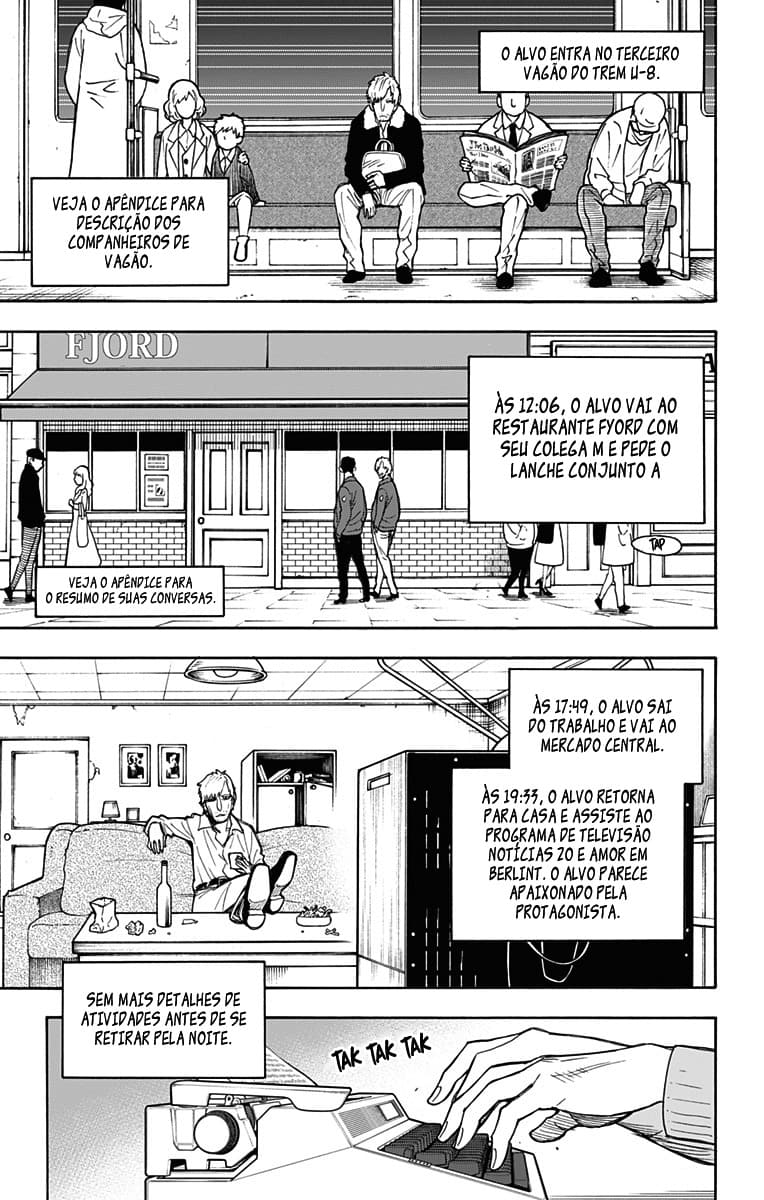 O ALVO ENTRA NO TERCEIRO
VAGÃO DO TREM U-8.
VEJA O APÊNDICE PARA
DESCRIÇÃO DOS
COMPANHEIROS DE
VAGÃO.
FJORD
ÀS 12:06, O ALVO VAI AO
RESTAURANTE FYORD COM
SEU COLEGA M E PEDE O
LANCHE CONJUNTO A
TAP
VEJA O APÊNDICE PARA
O RESUMO DE SUAS CONVERSAS.
ÀS 17:49, O ALVO SAI
DO TRABALHO E VAI AO
MERCADO CENTRAL.
ÀS 19:33, O ALVO RETORNA
PARA CASA E ASSISTE AO
PROGRAMA DE TELEVISÃO
NOTÍCIAS 20 E AMOR EM
BERLINT. O ALVO PARECE
APAIXONADO PELA
PROTAGONISTA.
SEM MAIS DETALHES DE
ATIVIDADES ANTES DE SE
RETIRAR PELA NOITE.
TAK TAK TAK